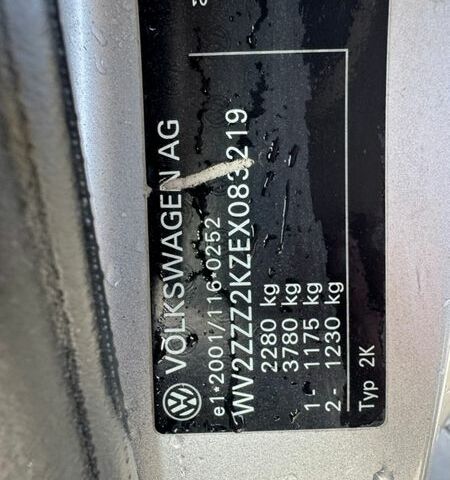 VOLKSWAGEN AG
e1*2001/116*0252
WV2ZZZ2KZEX083219
2280 kg
3780 kg
1 - 1175 kg
2 - 1230 kg
Typ 2K